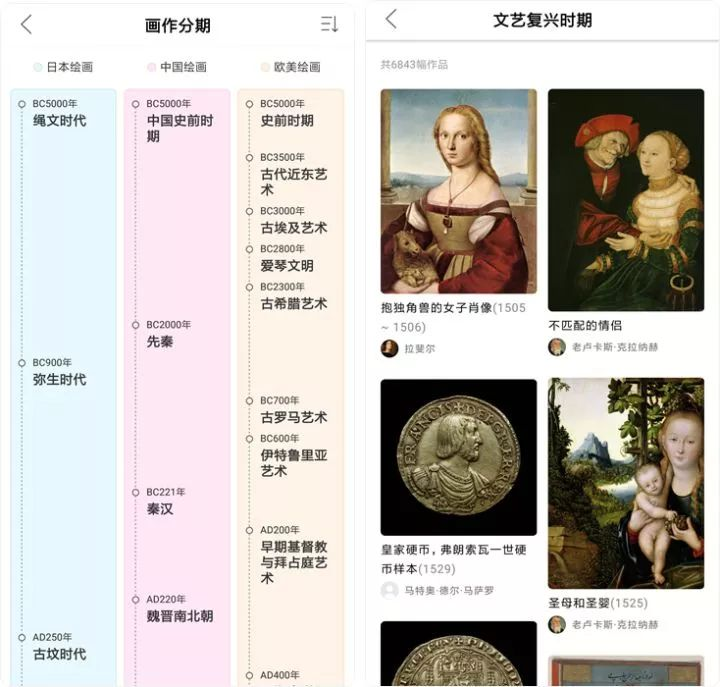 画作分期
日本绘画
中国绘画
欧美绘画
BC5000年
绳文时代
BC900年
弥生时代
AD250年
古坟时代
BC5000年
中国史前时
期
BC2000年
先秦
BC221年
秦汉
AD220年
魏晋南北朝
BC5000年
史前时期
BC3500年
古代近东艺
术
BC3000年
古埃及艺术
BC2800年
爱琴文明
BC2300年
古希腊艺术
BC700年
古罗马艺术
BC600年
伊特鲁里亚
艺术
AD200年
早期基督教
与拜占庭艺
术
AD400年
文艺复兴时期
共6843幅作品
抱独角兽的女子肖像(1505
~ 1506)
拉斐尔
不匹配的情侣
老卢卡斯·克拉纳赫
皇家硬币，弗朗索瓦一世硬
币样本(1529)
马特奥·德尔·马萨罗
圣母和圣婴(1525)
老卢卡斯·克拉纳赫